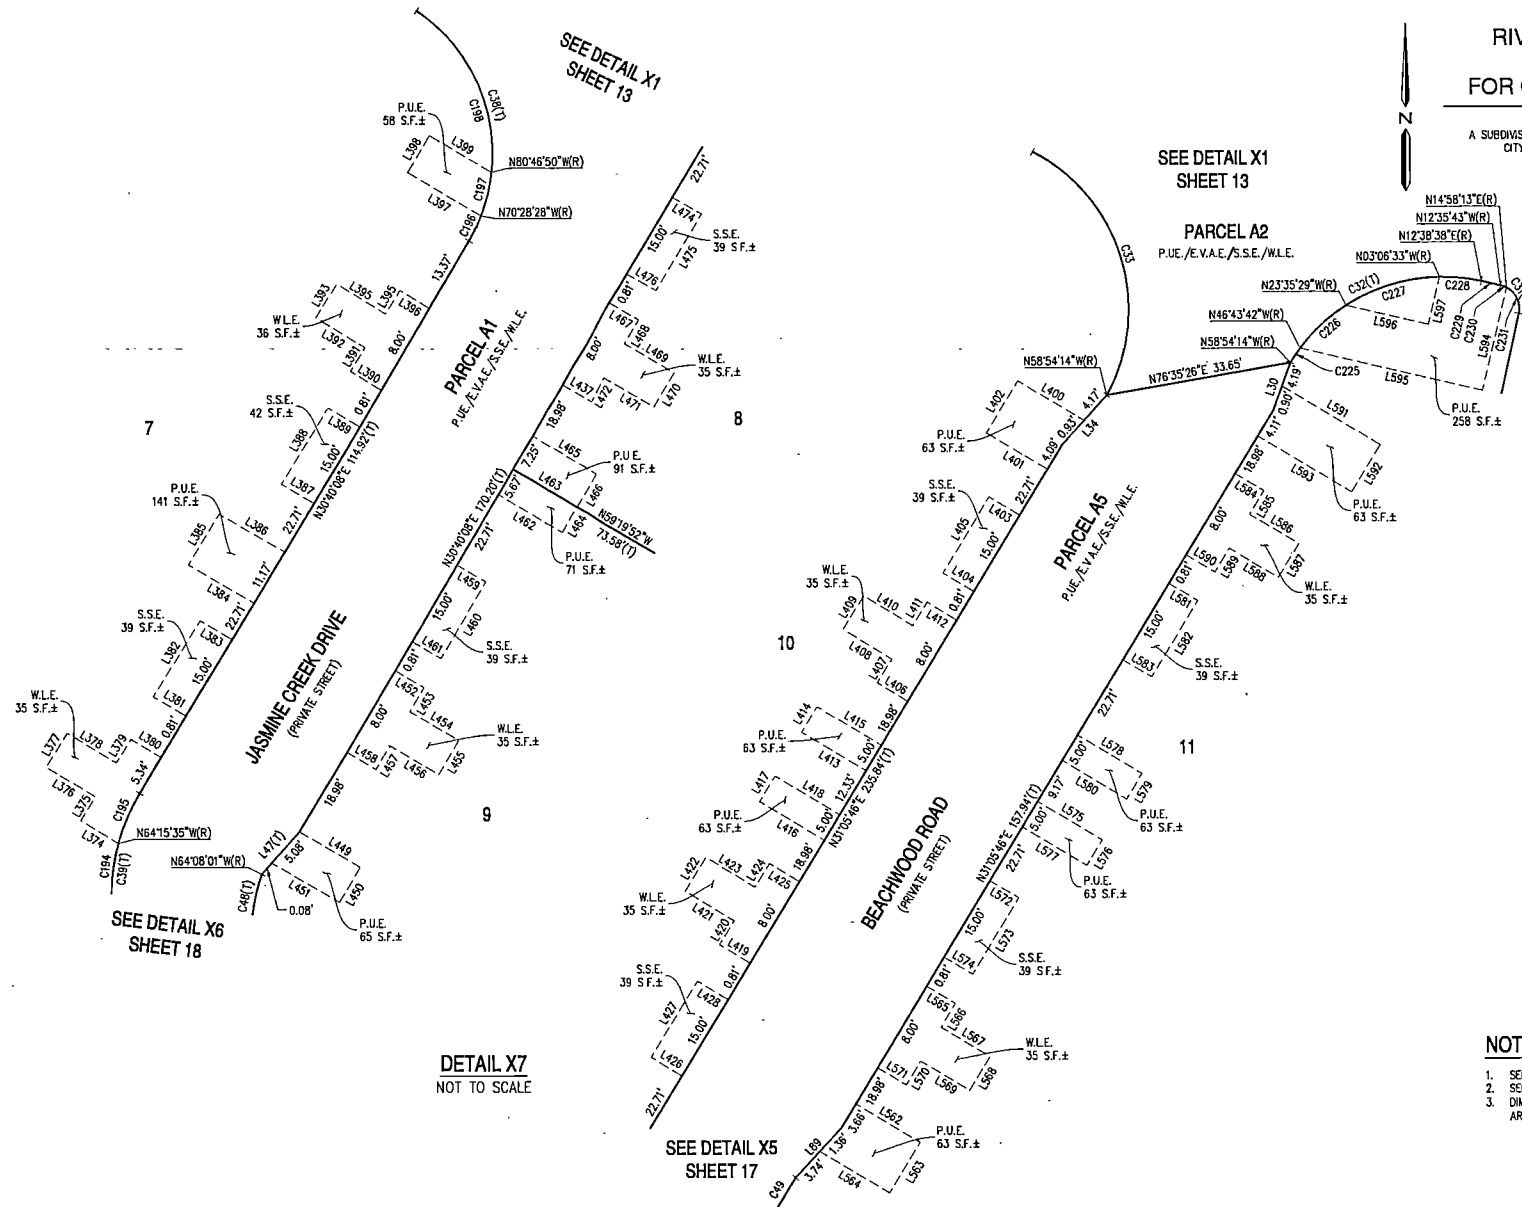 SEE DETAIL X1
SHEET 13
P.U.E.
58 S.F.±
L398
L399
L397
C198
C38(T)
C197
C196
N80°46'50"W(R)
N70°28'28"W(R)
13.37'
L393
L395
L395
L396
W.L.E.
36 S.F.±
L392
L391
L390
8.00'
0.81'
PARCEL A1
P.UE./E.V.A.E./S.S.E./W.L.E.
7
S.S.E.
42 S.F.±
L388
L389
L387
15.00'
N30°40'08"E 114.92'(T)
22.71'
P.U.E.
141 S.F.±
L385
L386
L384
11.17'
22.71'
S.S.E.
39 S.F.±
L382
L383
L381
15.00'
0.81'
W.L.E.
35 S.F.±
L377
L378
L379
L380
L376
L375
L374
5.34'
C195
N64°15'35"W(R)
C194
C39(T)
JASMINE CREEK DRIVE
(PRIVATE STREET)
SEE DETAIL X6
SHEET 18
22.71'
L474
S.S.E.
39 S.F.±
15.00'
L475
L476
0.81'
L467
L468
L469
8.00'
W.L.E.
35 S.F.±
L470
L437
L472
L471
18.98'
8
L465
P.U.E.
91 S.F.±
7.25'
L463
L466
5.67'
L462
L464
N59°19'52"W
73.58'(T)
P.U.E.
71 S.F.±
N30°40'08"E 170.20'(T)
22.71'
L459
15.00'
L460
L461
S.S.E.
39 S.F.±
0.81'
L452
L453
L454
8.00'
W.L.E.
35 S.F.±
L455
L458
L457
L456
18.98'
9
L47(T)
5.08'
L449
N64°08'01"W(R)
L451
L450
C48(T)
0.08'
P.U.E.
65 S.F.±
DETAIL X7
NOT TO SCALE
RIV
FOR
A SUBDIVIS
CITY
N
SEE DETAIL X1
SHEET 13
PARCEL A2
P.UE./E.V.A.E./S.S.E./W.L.E.
N14°58'13"E(R)
N12°35'43"W(R)
N12°38'38"E(R)
N03°06'33"W(R)
N23°35'29"W(R)
C32(T)
C227
C228
L597
L596
C229
C230
L594
C231
N46°43'42"W(R)
C226
N58°54'14"W(R)
C225
L595
P.U.E.
258 S.F.±
C33
N58°54'14"W(R)
N76°35'26"E 33.65'
L30
4.19'
0.90'
4.11'
L591
L592
L593
P.U.E.
63 S.F.±
L402
L400
4.17'
P.U.E.
63 S.F.±
0.93'
L34
L401
4.09'
S.S.E.
39 S.F.±
22.71'
L403
L405
15.00'
L404
PARCEL A5
P.UE./E.V.A.E./S.S.E./W.L.E.
18.98'
L584
L585
L586
8.00'
L587
L590
L589
L588
W.L.E.
35 S.F.±
0.81'
L581
15.00'
L582
L583
S.S.E.
39 S.F.±
22.71'
W.L.E.
35 S.F.±
L409
L410
L411
L412
0.81'
10
L408
L407
L406
8.00'
18.98'
L414
L415
P.U.E.
63 S.F.±
L413
5.00'
L417
L418
12.33'
P.U.E.
63 S.F.±
L416
5.00'
N31°05'46"E 235.84'(T)
18.98'
L422
L423
L424
L425
W.L.E.
35 S.F.±
L421
L420
L419
8.00'
S.S.E.
39 S.F.±
0.81'
L428
L427
15.00'
L426
22.71'
SEE DETAIL X5
SHEET 17
BEACHWOOD ROAD
(PRIVATE STREET)
11
L578
5.00'
L580
L579
P.U.E.
63 S.F.±
9.17'
L575
5.00'
L577
L576
P.U.E.
63 S.F.±
N31°05'46"E 157.94'(T)
22.71'
L572
15.00'
L573
L574
S.S.E.
39 S.F.±
0.81'
L565
L566
L567
8.00'
W.L.E.
35 S.F.±
L568
L571
L570
L569
18.98'
L562
3.66'
P.U.E.
63 S.F.±
1.36'
L89
3.74'
L564
L563
C49
NOT
1. SE
2. SE
3. DIM
AR